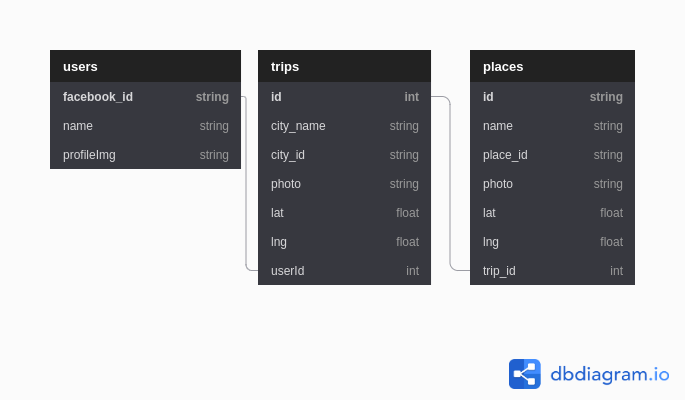 users
facebook_id string
name string
profileImg string
trips
id int
city_name string
city_id string
photo string
lat float
lng float
userId int
places
id string
name string
place_id string
photo string
lat float
lng float
trip_id int
dbdiagram.io